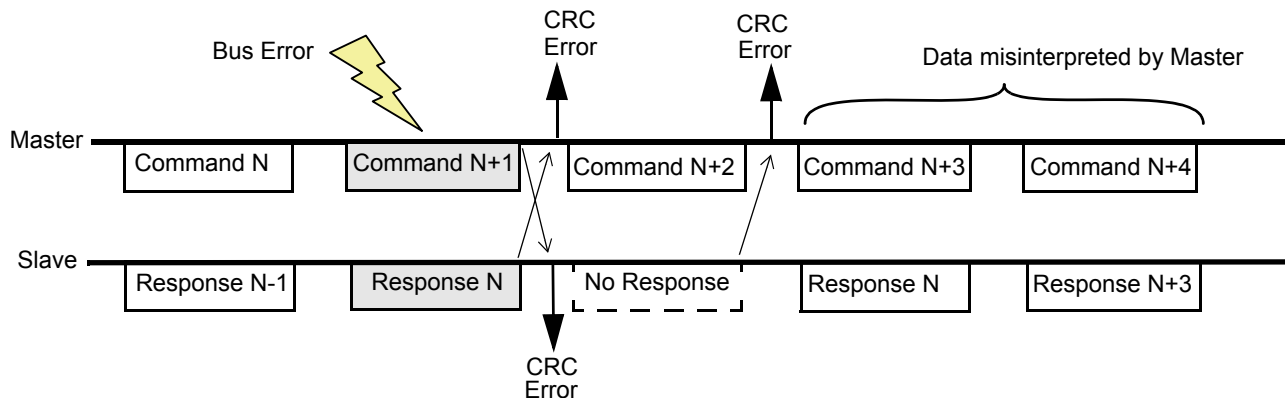 CRC
Error
CRC
Error
Bus Error
Data misinterpreted by Master
Master
Command N
Command N+1
Command N+2
Command N+3
Command N+4
Slave
Response N-1
Response N
No Response
Response N
Response N+3
CRC
Error